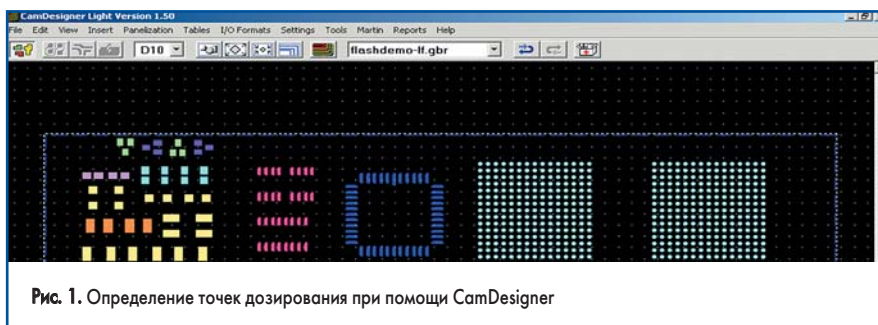 CamDesigner Light Version 1.50
File Edit View Insert Panelization Tables I/O Formats Settings Tools Martin Reports Help
D10 flashdemo-lf.gbr
Рис. 1. Определение точек дозирования при помощи CamDesigner